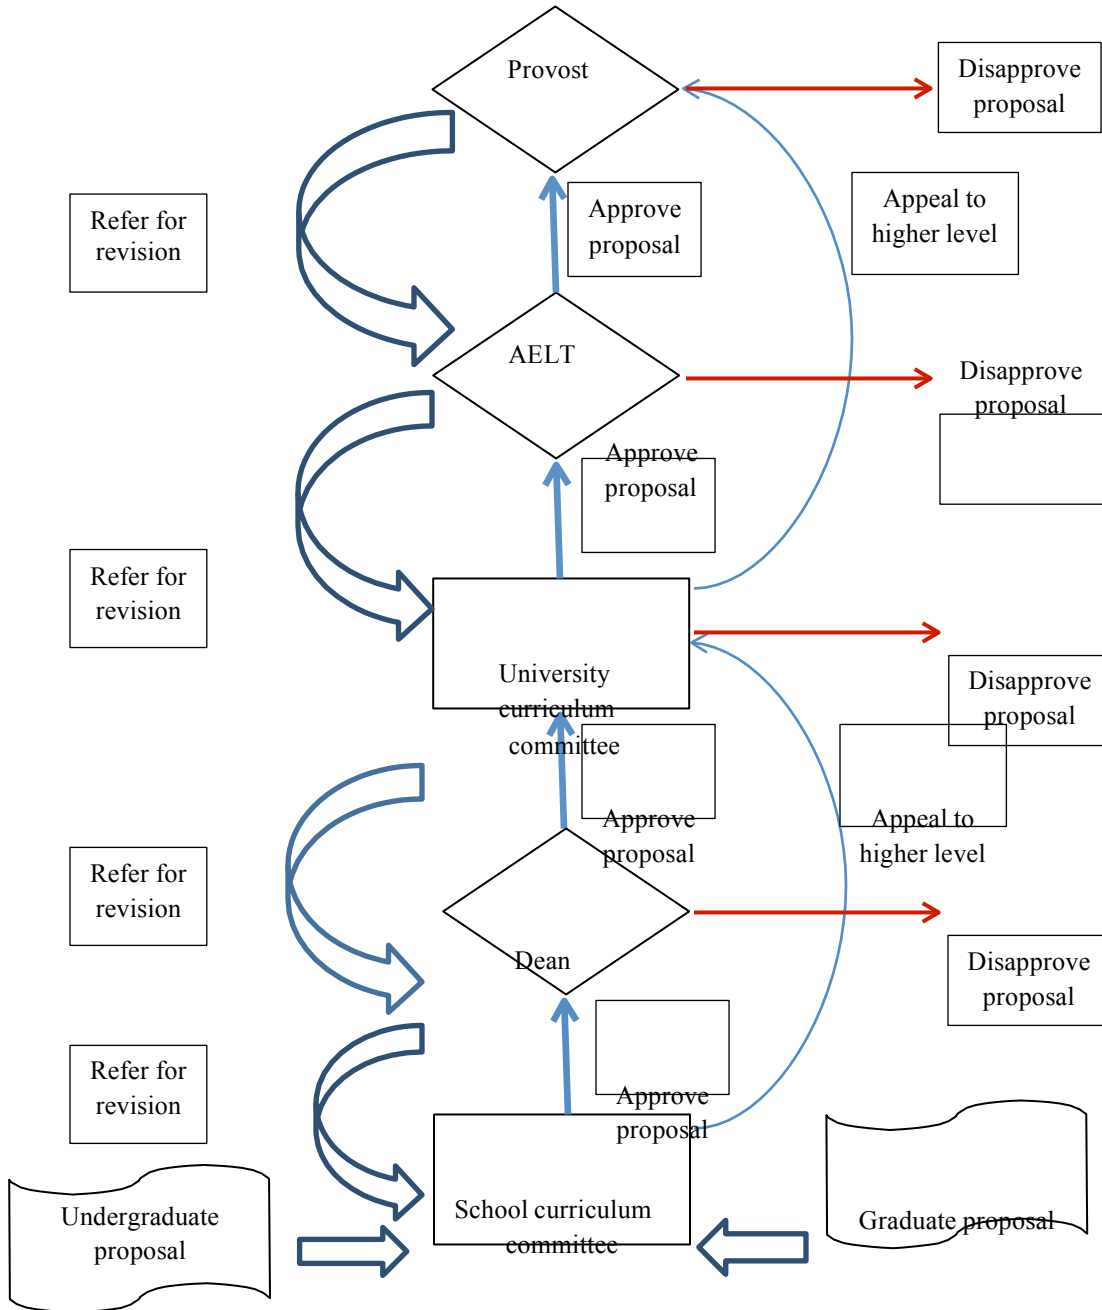 Provost
Disapprove
proposal
Refer for
revision
Approve
proposal
Appeal to
higher level
AELT
Disapprove
proposal
Approve
proposal
Refer for
revision
University
curriculum
committee
Disapprove
proposal
Approve
proposal
Appeal to
higher level
Refer for
revision
Dean
Disapprove
proposal
Refer for
revision
Approve
proposal
Undergraduate
proposal
School curriculum
committee
Graduate proposal